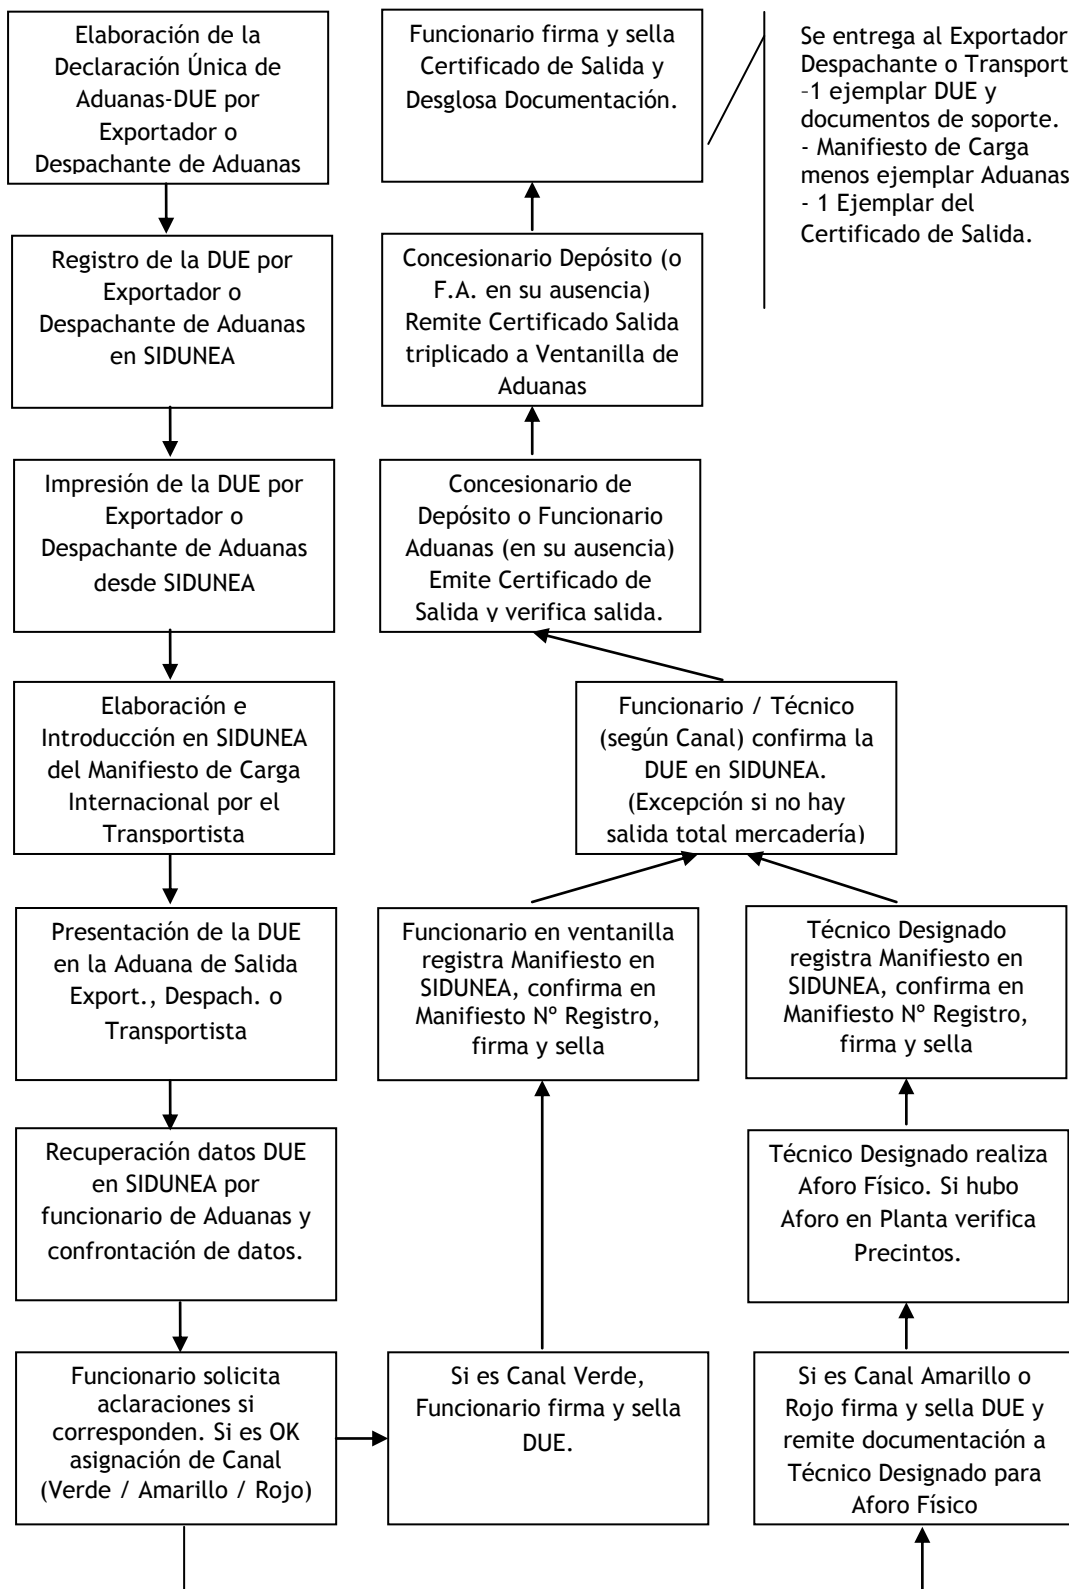 Elaboración de la
Declaración Única de
Aduanas-DUE por
Exportador o
Despachante de Aduanas
Registro de la DUE por
Exportador o
Despachante de Aduanas
en SIDUNEA
Impresión de la DUE por
Exportador o
Despachante de Aduanas
desde SIDUNEA
Elaboración e
Introducción en SIDUNEA
del Manifiesto de Carga
Internacional por el
Transportista
Presentación de la DUE
en la Aduana de Salida
Export., Despach. o
Transportista
Recuperación datos DUE
en SIDUNEA por
funcionario de Aduanas y
confrontación de datos.
Funcionario solicita
aclaraciones si
corresponden. Si es OK
asignación de Canal
(Verde / Amarillo / Rojo)
Si es Canal Verde,
Funcionario firma y sella
DUE.
Si es Canal Amarillo o
Rojo firma y sella DUE y
remite documentación a
Técnico Designado para
Aforo Físico
Técnico Designado realiza
Aforo Físico. Si hubo
Aforo en Planta verifica
Precintos.
Funcionario en ventanilla
registra Manifiesto en
SIDUNEA, confirma en
Manifiesto Nº Registro,
firma y sella
Técnico Designado
registra Manifiesto en
SIDUNEA, confirma en
Manifiesto Nº Registro,
firma y sella
Funcionario / Técnico
(según Canal) confirma la
DUE en SIDUNEA.
(Excepción si no hay
salida total mercadería)
Concesionario de
Depósito o Funcionario
Aduanas (en su ausencia)
Emite Certificado de
Salida y verifica salida.
Concesionario Depósito (o
F.A. en su ausencia)
Remite Certificado Salida
triplicado a Ventanilla de
Aduanas
Funcionario firma y sella
Certificado de Salida y
Desglosa Documentación.
Se entrega al Exportador
Despachante o Transport
-1 ejemplar DUE y
documentos de soporte.
- Manifiesto de Carga
menos ejemplar Aduanas
- 1 Ejemplar del
Certificado de Salida.